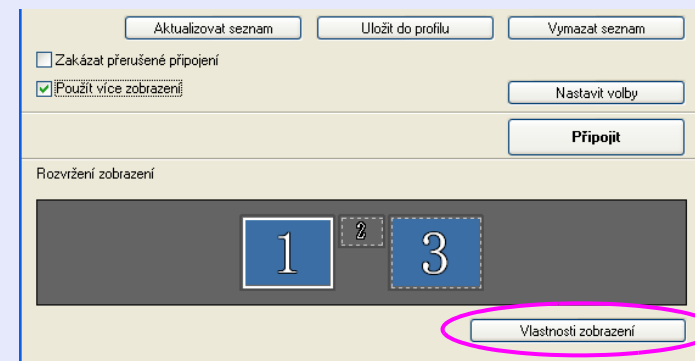 Aktualizovat seznam Uložit do profilu Vymazat seznam
Zakázat přerušené připojení
Použít více zobrazení Nastavit volby
Připojit
Rozvržení zobrazení
1 2 3
Vlastnosti zobrazení